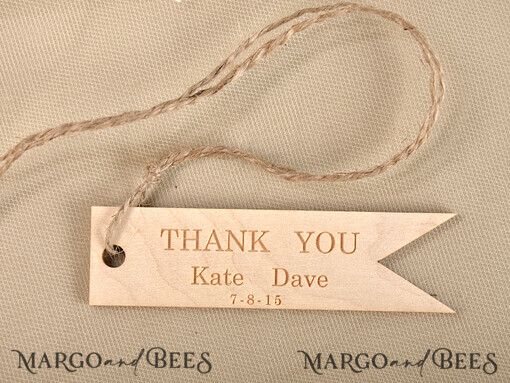 THANK YOU
Kate Dave
7-8-15
MARGO and BEES MARGO and BEES